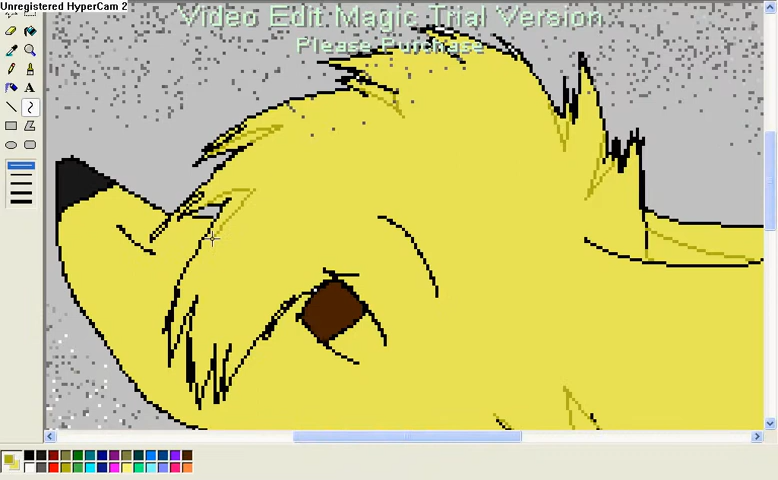 Unregistered HyperCam 2
Video Edit Magic Trial Version
Please Purchase
A